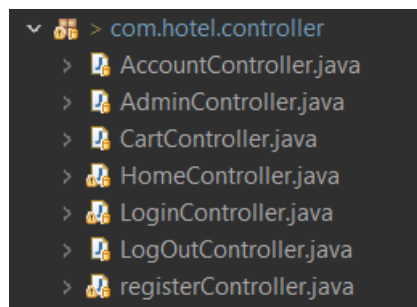 > com.hotel.controller
> AccountController.java
> AdminController.java
> CartController.java
> HomeController.java
> LoginController.java
> LogOutController.java
> registerController.java